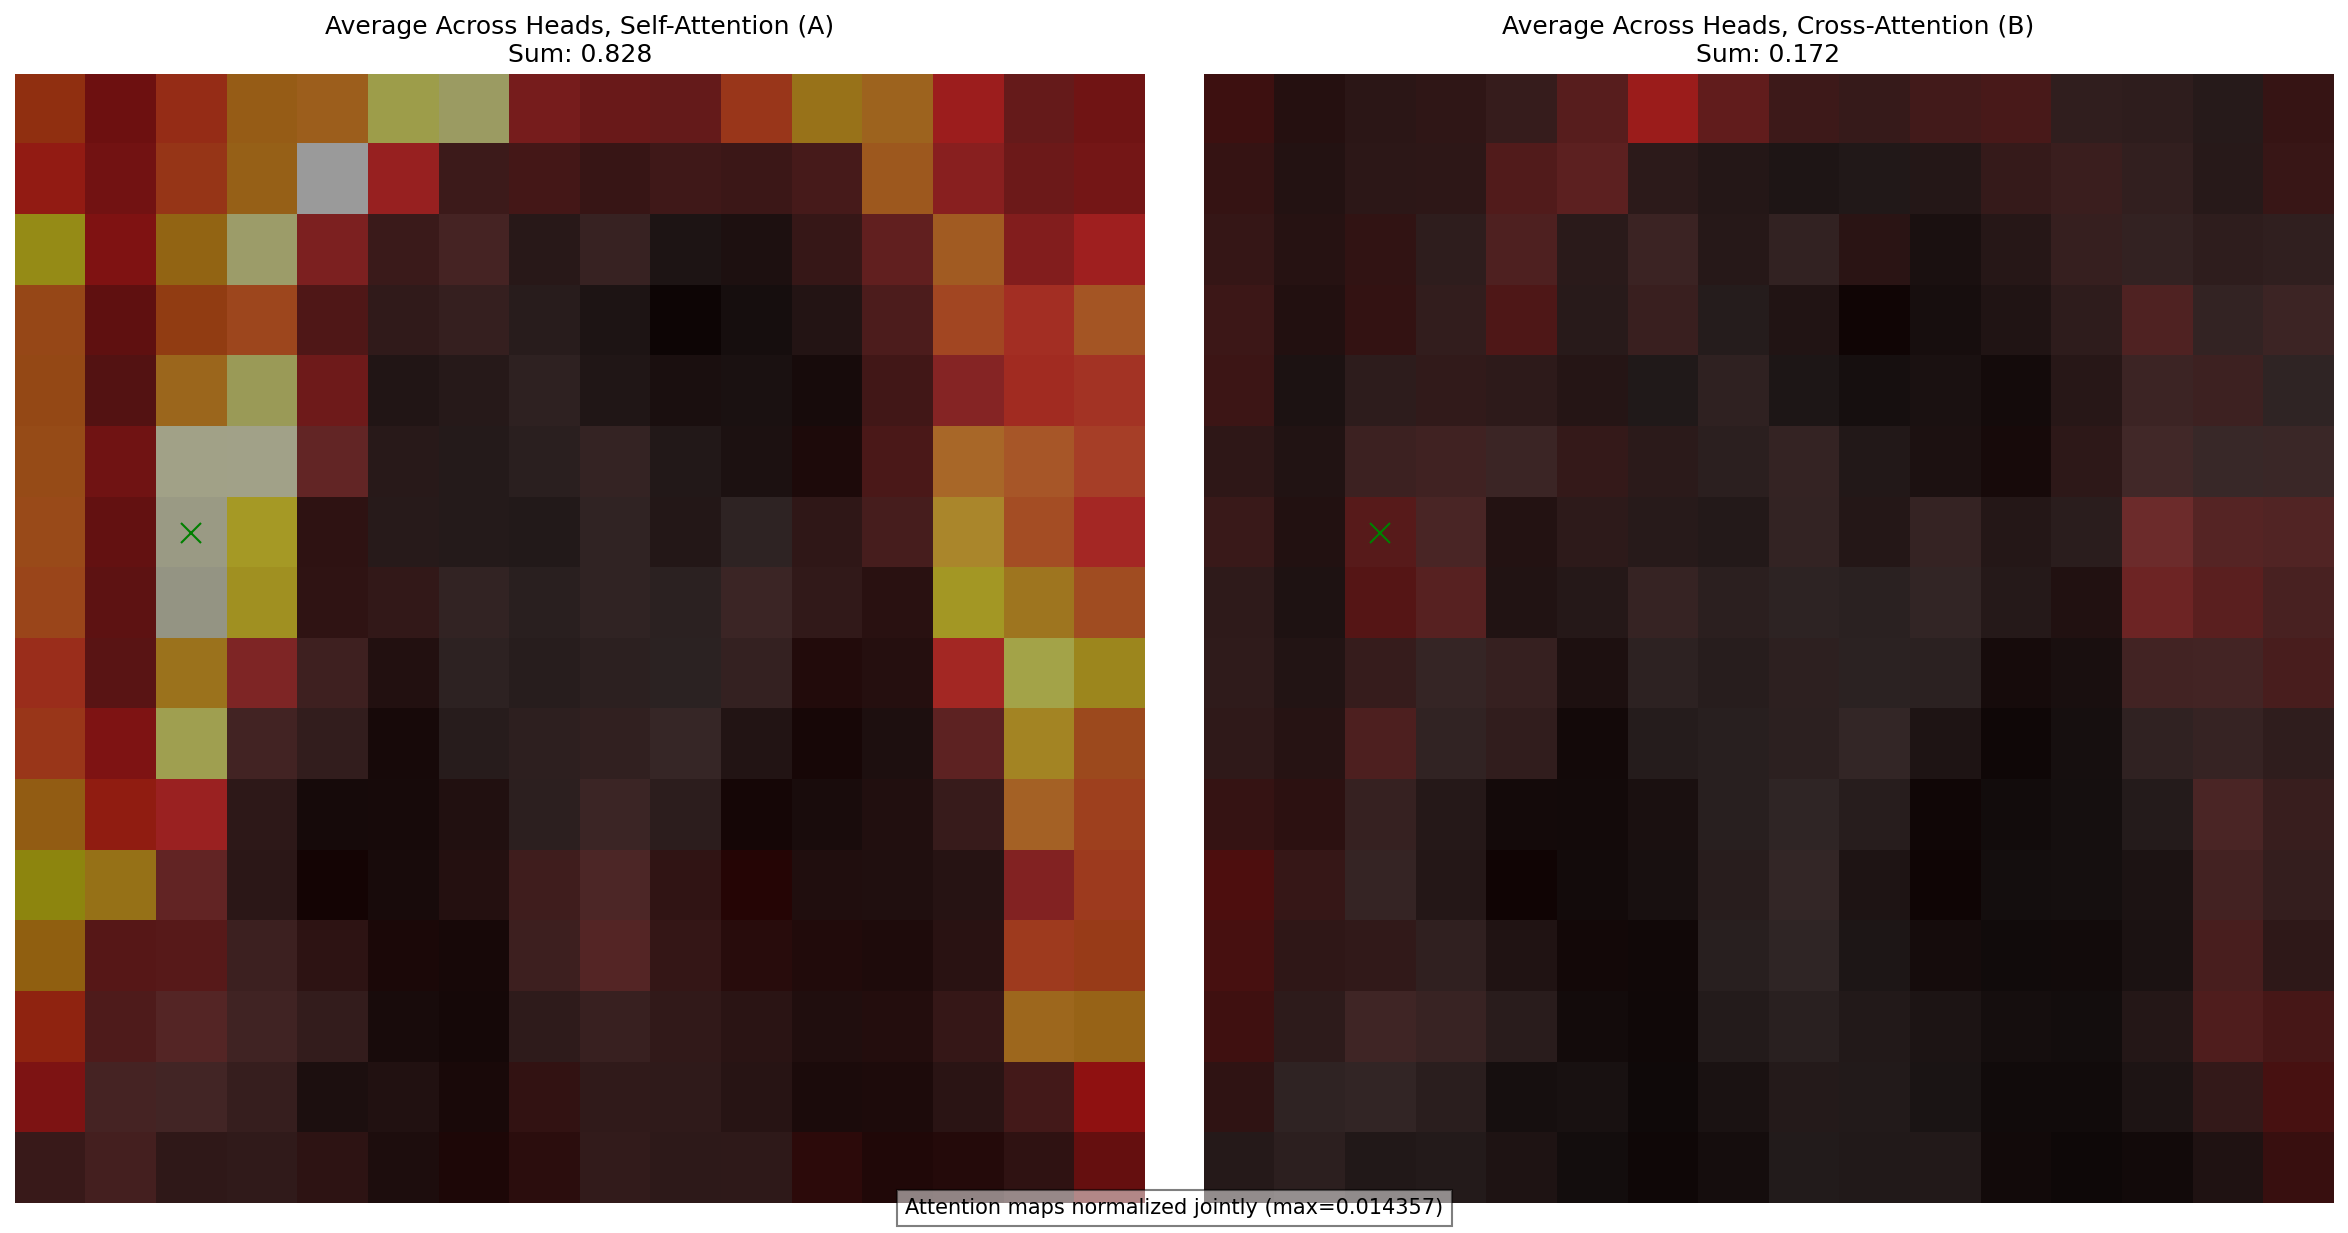 Average Across Heads, Self-Attention (A)
Sum: 0.828
Average Across Heads, Cross-Attention (B)
Sum: 0.172
Attention maps normalized jointly (max=0.014357)